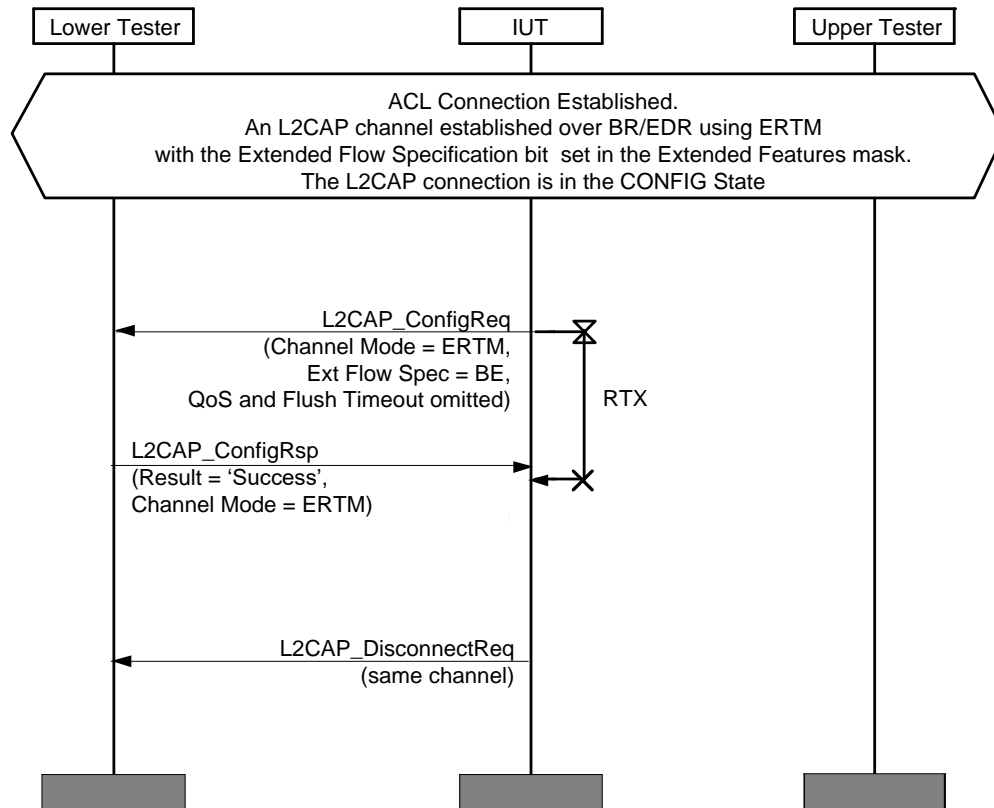 Lower Tester
IUT
Upper Tester
ACL Connection Established.
An L2CAP channel established over BR/EDR using ERTM
with the Extended Flow Specification bit set in the Extended Features mask.
The L2CAP connection is in the CONFIG State
L2CAP_ConfigReq
(Channel Mode = ERTM,
Ext Flow Spec = BE,
QoS and Flush Timeout omitted)
RTX
L2CAP_ConfigRsp
(Result = ‘Success’,
Channel Mode = ERTM)
L2CAP_DisconnectReq
(same channel)